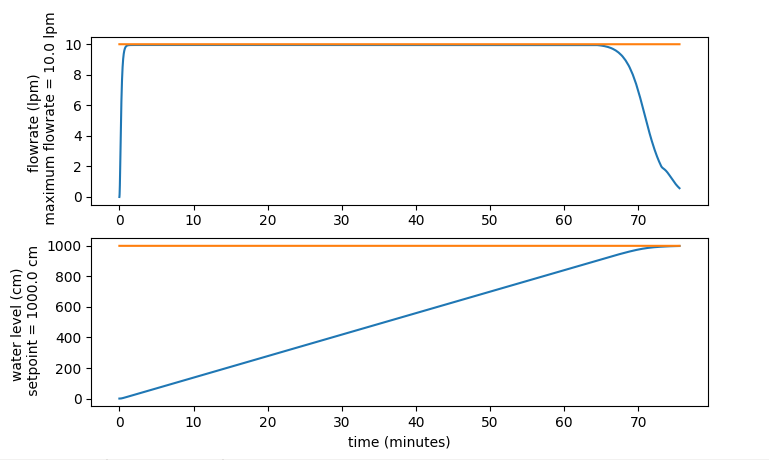 flowrate (lpm)
maximum flowrate = 10.0 lpm
10
8
6
4
2
0
0 10 20 30 40 50 60 70
water level (cm)
setpoint = 1000.0 cm
1000
800
600
400
200
0
0 10 20 30 40 50 60 70
time (minutes)